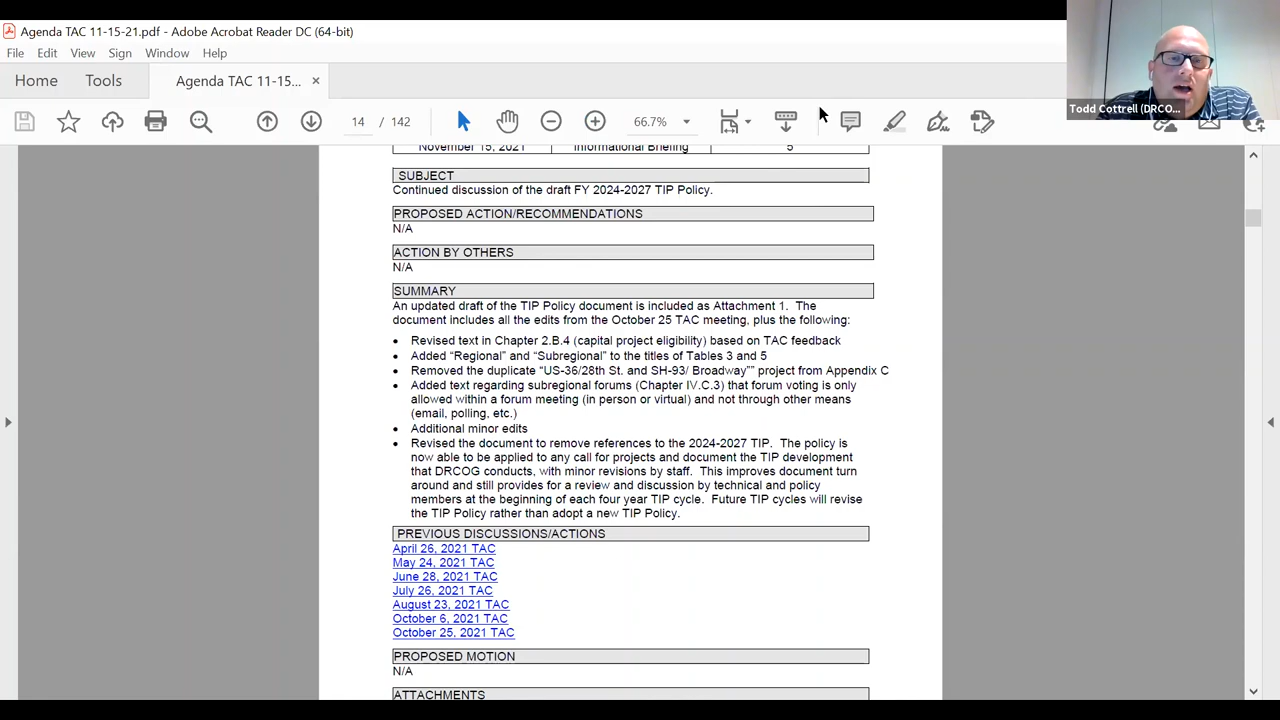 Agenda TAC 11-15-21.pdf - Adobe Acrobat Reader DC (64-bit)
File Edit View Sign Window Help
Home Tools Agenda TAC 11-15... ×
14 / 142 66.7%
Todd Cottrell (DRCO...
November 15, 2021 Informational Briefing 5
SUBJECT
Continued discussion of the draft FY 2024-2027 TIP Policy.
PROPOSED ACTION/RECOMMENDATIONS
N/A
ACTION BY OTHERS
N/A
SUMMARY
An updated draft of the TIP Policy document is included as Attachment 1. The
document includes all the edits from the October 25 TAC meeting, plus the following:
• Revised text in Chapter 2.B.4 (capital project eligibility) based on TAC feedback
• Added “Regional” and “Subregional” to the titles of Tables 3 and 5
• Removed the duplicate “US-36/28th St. and SH-93/ Broadway”” project from Appendix C
• Added text regarding subregional forums (Chapter IV.C.3) that forum voting is only
allowed within a forum meeting (in person or virtual) and not through other means
(email, polling, etc.)
• Additional minor edits
• Revised the document to remove references to the 2024-2027 TIP. The policy is
now able to be applied to any call for projects and document the TIP development
that DRCOG conducts, with minor revisions by staff. This improves document turn
around and still provides for a review and discussion by technical and policy
members at the beginning of each four year TIP cycle. Future TIP cycles will revise
the TIP Policy rather than adopt a new TIP Policy.
PREVIOUS DISCUSSIONS/ACTIONS
April 26, 2021 TAC
May 24, 2021 TAC
June 28, 2021 TAC
July 26, 2021 TAC
August 23, 2021 TAC
October 6, 2021 TAC
October 25, 2021 TAC
PROPOSED MOTION
N/A
ATTACHMENTS